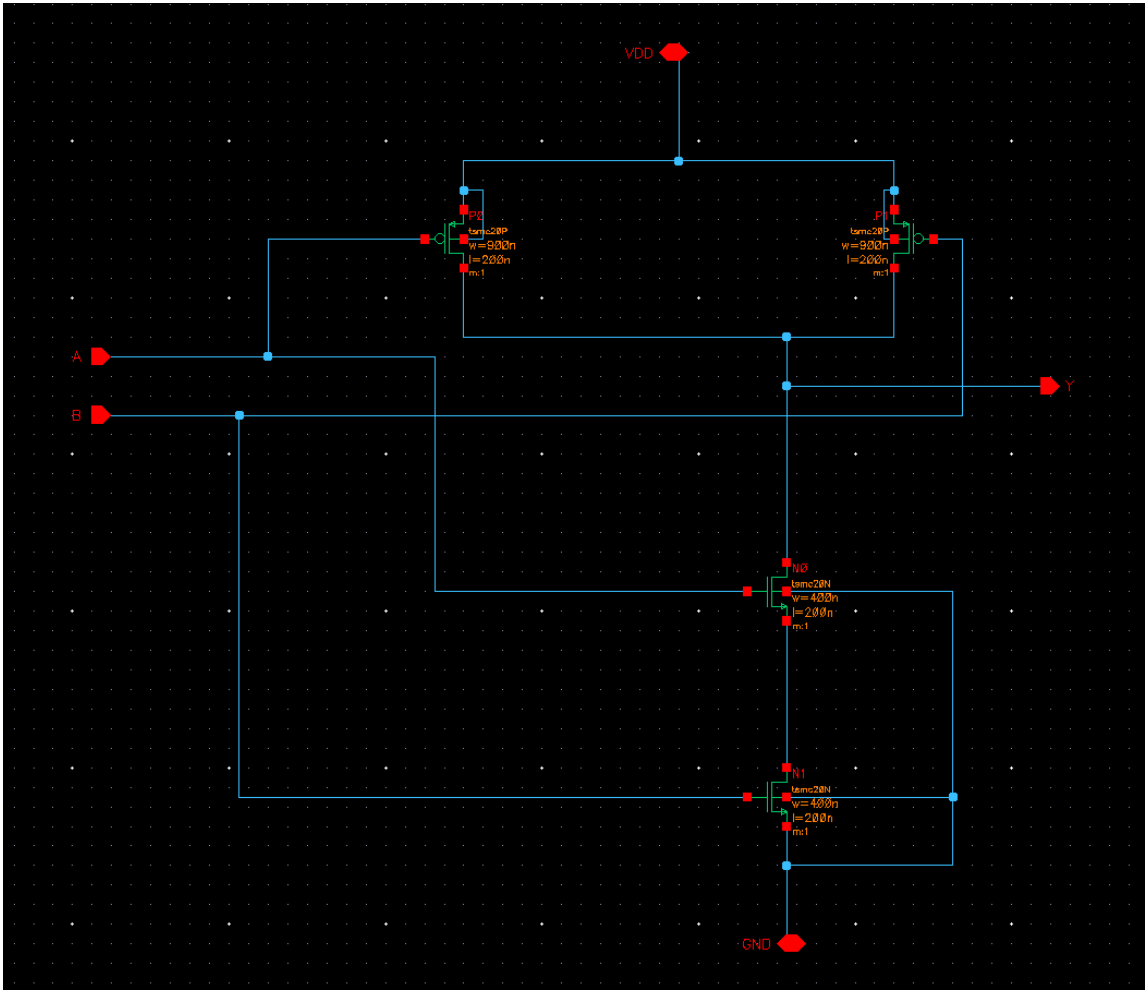 VDD
P0
tsmc20P
w=900n
l=200n
m:1
P1
tsmc20P
w=900n
l=200n
m:1
A
B
Y
N0
tsmc20N
w=400n
l=200n
m:1
N1
tsmc20N
w=400n
l=200n
m:1
GND